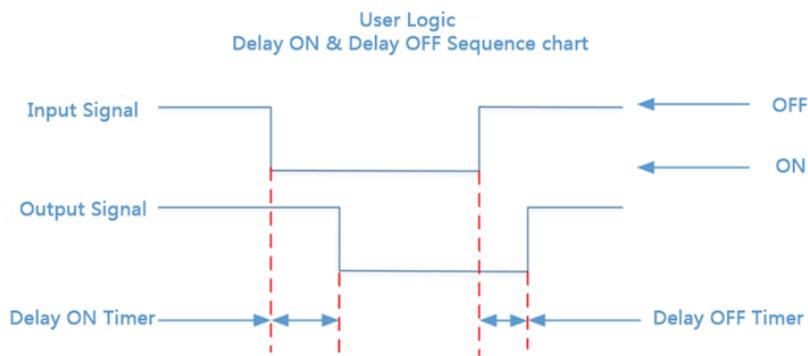 User Logic
Delay ON & Delay OFF Sequence chart
Input Signal
OFF
ON
Output Signal
Delay ON Timer
Delay OFF Timer